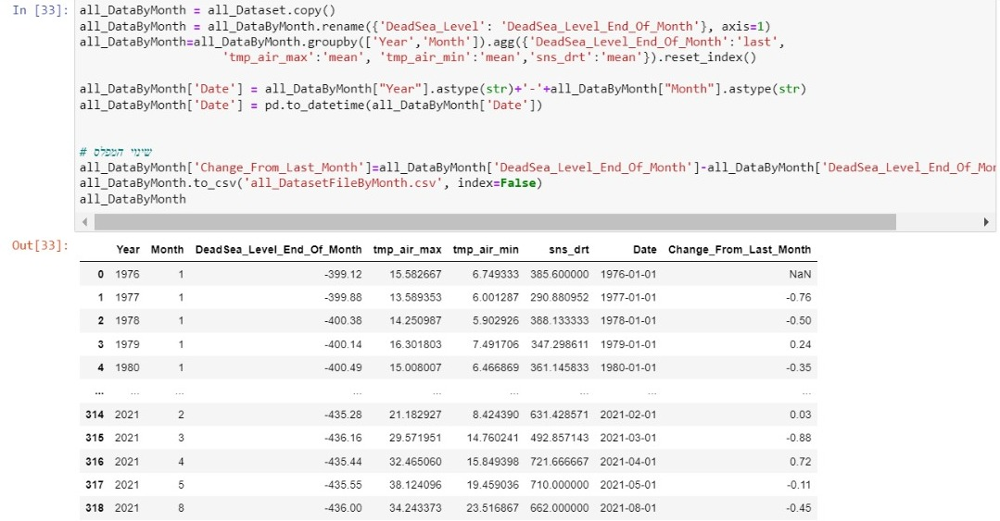 In [33]: all_DataByMonth = all_Dataset.copy()
all_DataByMonth = all_DataByMonth.rename({'DeadSea_Level': 'DeadSea_Level_End_Of_Month'}, axis=1)
all_DataByMonth=all_DataByMonth.groupby(['Year','Month']).agg({'DeadSea_Level_End_Of_Month':'last',
'tmp_air_max':'mean', 'tmp_air_min':'mean','sns_drt':'mean'}).reset_index()
all_DataByMonth['Date'] = all_DataByMonth["Year"].astype(str)+'-'+all_DataByMonth["Month"].astype(str)
all_DataByMonth['Date'] = pd.to_datetime(all_DataByMonth['Date'])
# שינוי המפלס
all_DataByMonth['Change_From_Last_Month']=all_DataByMonth['DeadSea_Level_End_Of_Month']-all_DataByMonth['DeadSea_Level_End_Of_Mor
all_DataByMonth.to_csv('all_DatasetFileByMonth.csv', index=False)
all_DataByMonth
Out[33]: Year Month DeadSea_Level_End_Of_Month tmp_air_max tmp_air_min sns_drt Date Change_From_Last_Month
0 1976 1 -399.12 15.582667 6.749333 385.600000 1976-01-01 NaN
1 1977 1 -399.88 13.589353 6.001287 290.880952 1977-01-01 -0.76
2 1978 1 -400.38 14.250987 5.902926 388.133333 1978-01-01 -0.50
3 1979 1 -400.14 16.301803 7.491706 347.298611 1979-01-01 0.24
4 1980 1 -400.49 15.008007 6.466869 361.145833 1980-01-01 -0.35
... ... ... ... ... ... ... ... ...
314 2021 2 -435.28 21.182927 8.424390 631.428571 2021-02-01 0.03
315 2021 3 -436.16 29.571951 14.760241 492.857143 2021-03-01 -0.88
316 2021 4 -435.44 32.465060 15.849398 721.666667 2021-04-01 0.72
317 2021 5 -435.55 38.124096 19.459036 710.000000 2021-05-01 -0.11
318 2021 8 -436.00 34.243373 23.516867 662.000000 2021-08-01 -0.45